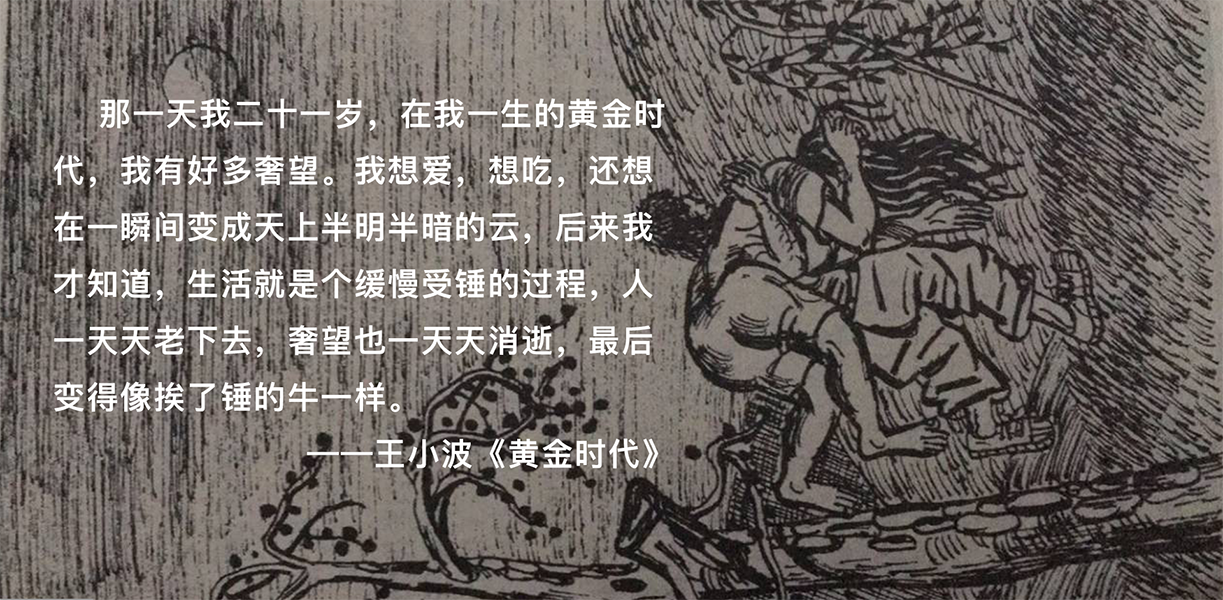 那一天我二十一岁，在我一生的黄金时
代，我有好多奢望。我想爱，想吃，还想
在一瞬间变成天上半明半暗的云，后来我
才知道，生活就是个缓慢受锤的过程，人
一天天老下去，奢望也一天天消逝，最后
变得像挨了锤的牛一样。
——王小波《黄金时代》